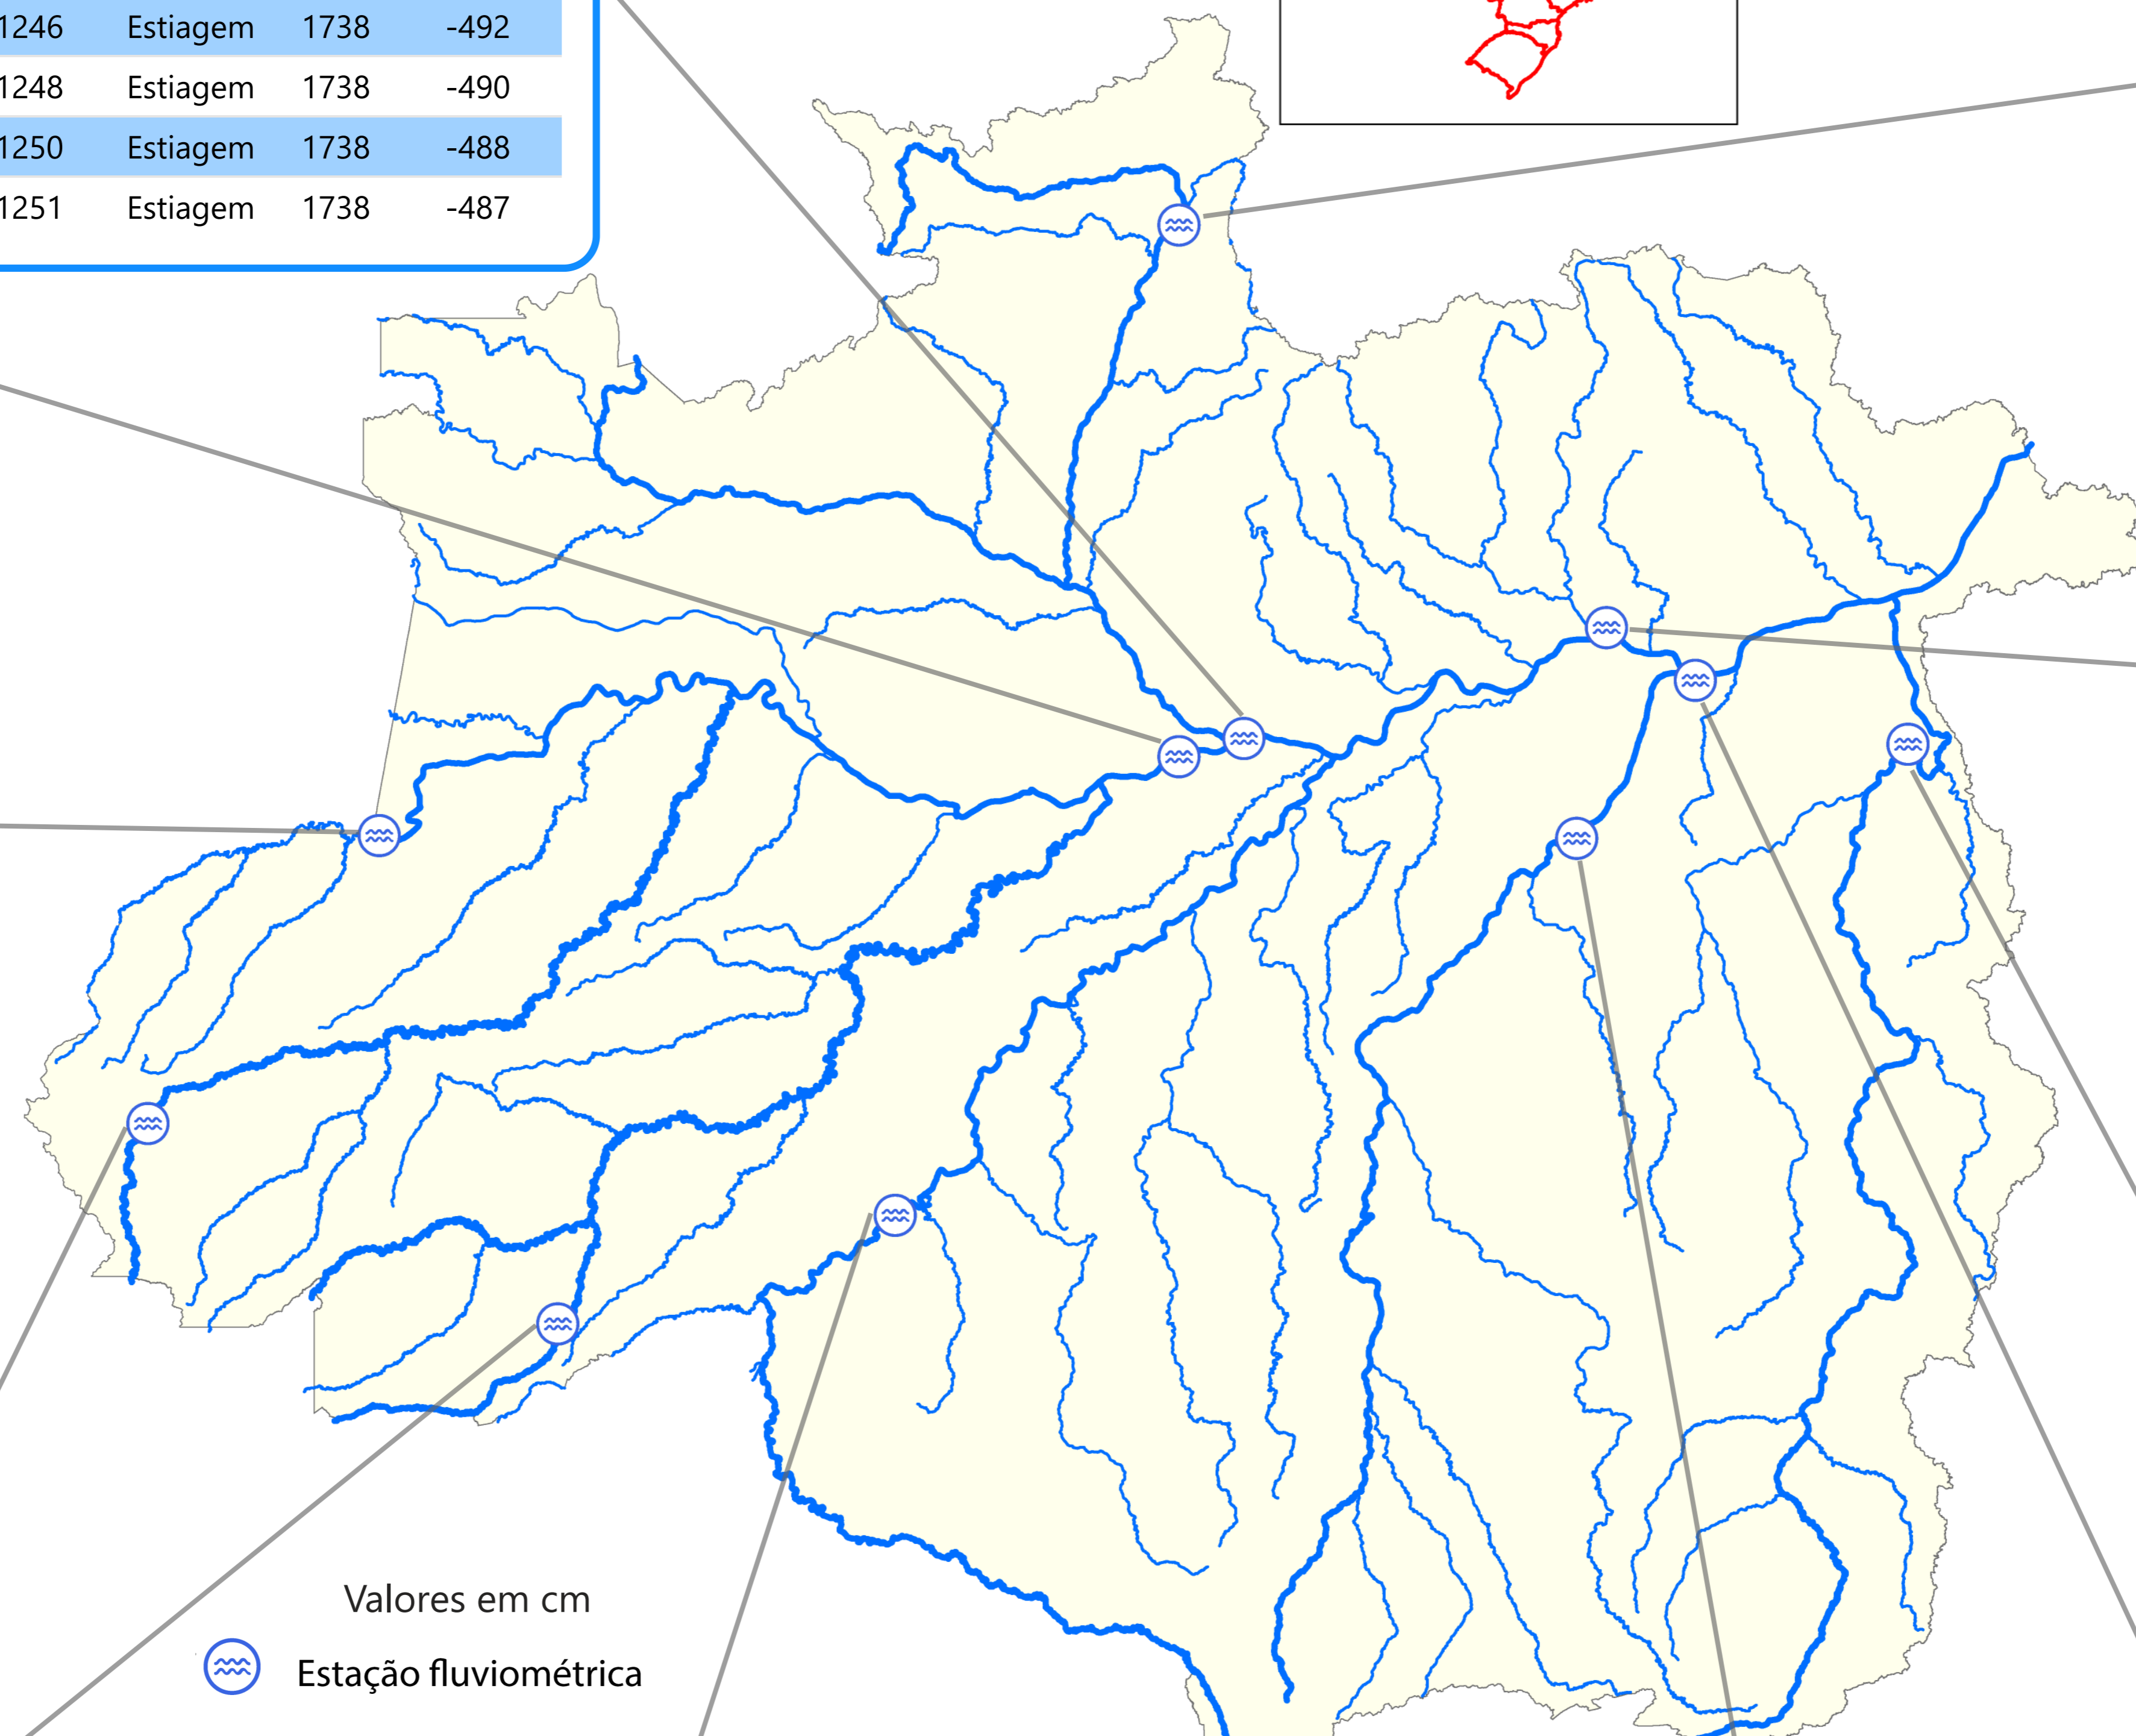 1246 Estiagem 1738 -492
1248 Estiagem 1738 -490
1250 Estiagem 1738 -488
1251 Estiagem 1738 -487
Valores em cm
Estação fluviométrica